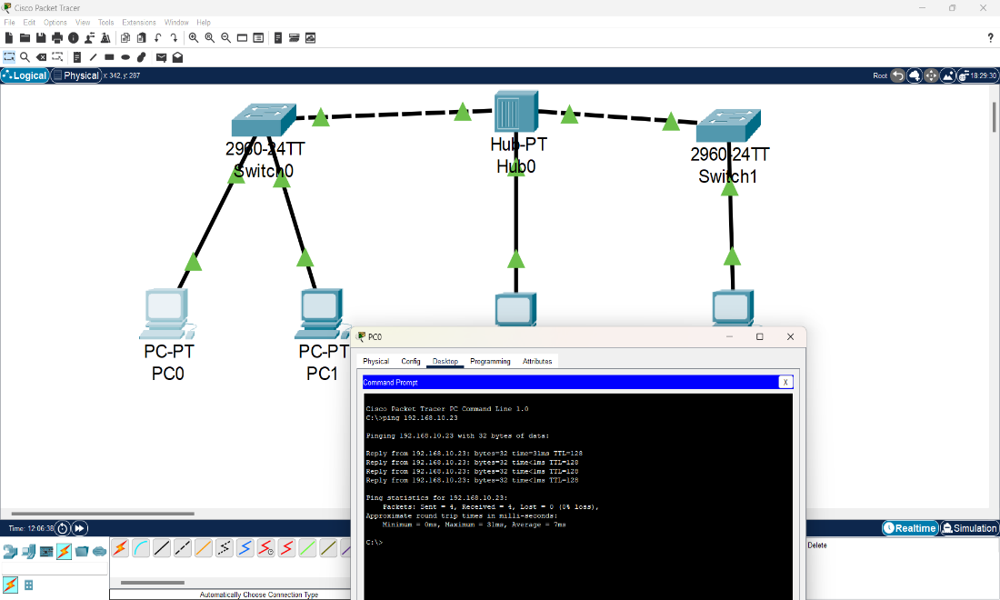 Cisco Packet Tracer
File Edit Options View Tools Extensions Window Help
?
Logical Physical x: 342, y: 287 Root 18:29:30
2960-24TT
Switch0
Hub-PT
Hub0
2960-24TT
Switch1
PC-PT
PC0
PC-PT
PC1
PC0
Physical Config Desktop Programming Attributes
Command Prompt X
Cisco Packet Tracer PC Command Line 1.0
C:\>ping 192.168.10.23
Pinging 192.168.10.23 with 32 bytes of data:
Reply from 192.168.10.23: bytes=32 time=31ms TTL=128
Reply from 192.168.10.23: bytes=32 time<1ms TTL=128
Reply from 192.168.10.23: bytes=32 time<1ms TTL=128
Reply from 192.168.10.23: bytes=32 time<1ms TTL=128
Ping statistics for 192.168.10.23:
Packets: Sent = 4, Received = 4, Lost = 0 (0% loss),
Approximate round trip times in milli-seconds:
Minimum = 0ms, Maximum = 31ms, Average = 7ms
C:\>
Time: 12:06:38 Realtime Simulation
Delete
Automatically Choose Connection Type